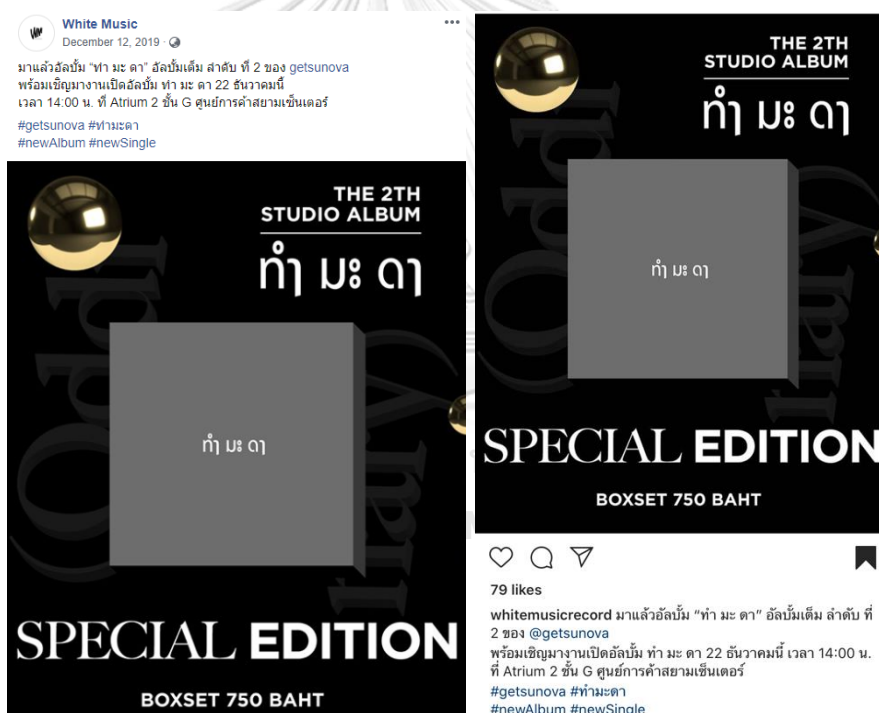 White Music
December 12, 2019 ·
มาแล้วอัลบั้ม "ทำ มะ ดา" อัลบั้มเต็ม ลำดับ ที่ 2 ของ getsunova
พร้อมเชิญมางานเปิดอัลบั้ม ทำ มะ ดา 22 ธันวาคมนี้
เวลา 14:00 น. ที่ Atrium 2 ชั้น G ศูนย์การค้าสยามเซ็นเตอร์
#getsunova #ทำมะดา
#newAlbum #newSingle
THE 2TH
STUDIO ALBUM
ทำ มะ ดา
(Oddi
nary)
ทำ มะ ดา
SPECIAL EDITION
BOXSET 750 BAHT
THE 2TH
STUDIO ALBUM
ทำ มะ ดา
(Oddi
nary)
ทำ มะ ดา
SPECIAL EDITION
BOXSET 750 BAHT
79 likes
whitemusicrecord มาแล้วอัลบั้ม "ทำ มะ ดา" อัลบั้มเต็ม ลำดับ ที่
2 ของ @getsunova
พร้อมเชิญมางานเปิดอัลบั้ม ทำ มะ ดา 22 ธันวาคมนี้ เวลา 14:00 น.
ที่ Atrium 2 ชั้น G ศูนย์การค้าสยามเซ็นเตอร์
#getsunova #ทำมะดา
#newAlbum #newSingle